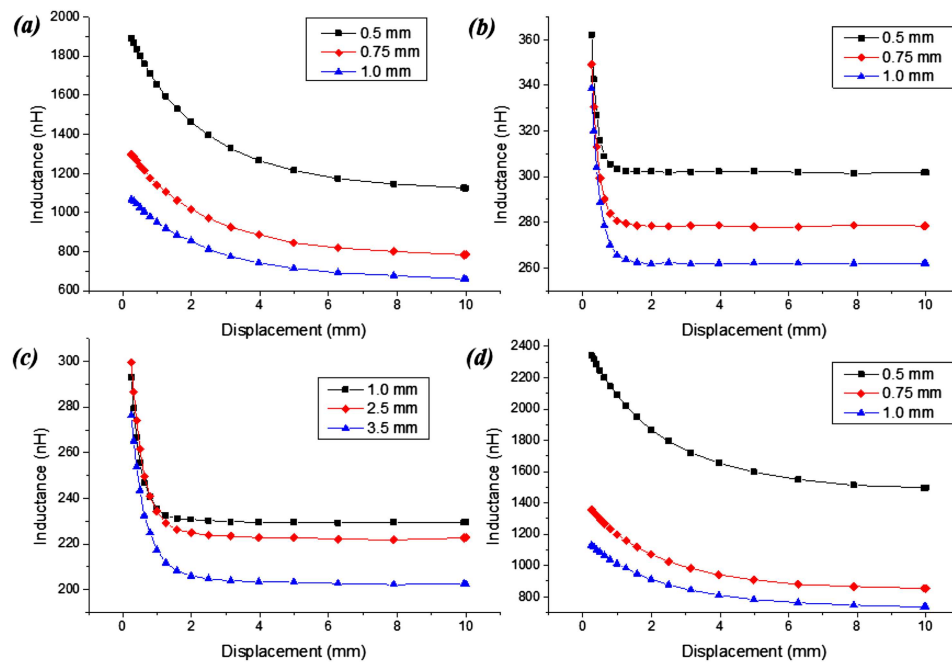 (a)
2000
1800
1600
1400
1200
1000
800
600
Inductance (nH)
0.5 mm
0.75 mm
1.0 mm
0 2 4 6 8 10
Displacement (mm)
(b)
360
340
320
300
280
260
Inductance (nH)
0.5 mm
0.75 mm
1.0 mm
0 2 4 6 8 10
Displacement (mm)
(c)
300
280
260
240
220
200
Inductance (nH)
1.0 mm
2.5 mm
3.5 mm
0 2 4 6 8 10
Displacement (mm)
(d)
2400
2200
2000
1800
1600
1400
1200
1000
800
Inductance (nH)
0.5 mm
0.75 mm
1.0 mm
0 2 4 6 8 10
Displacement (mm)